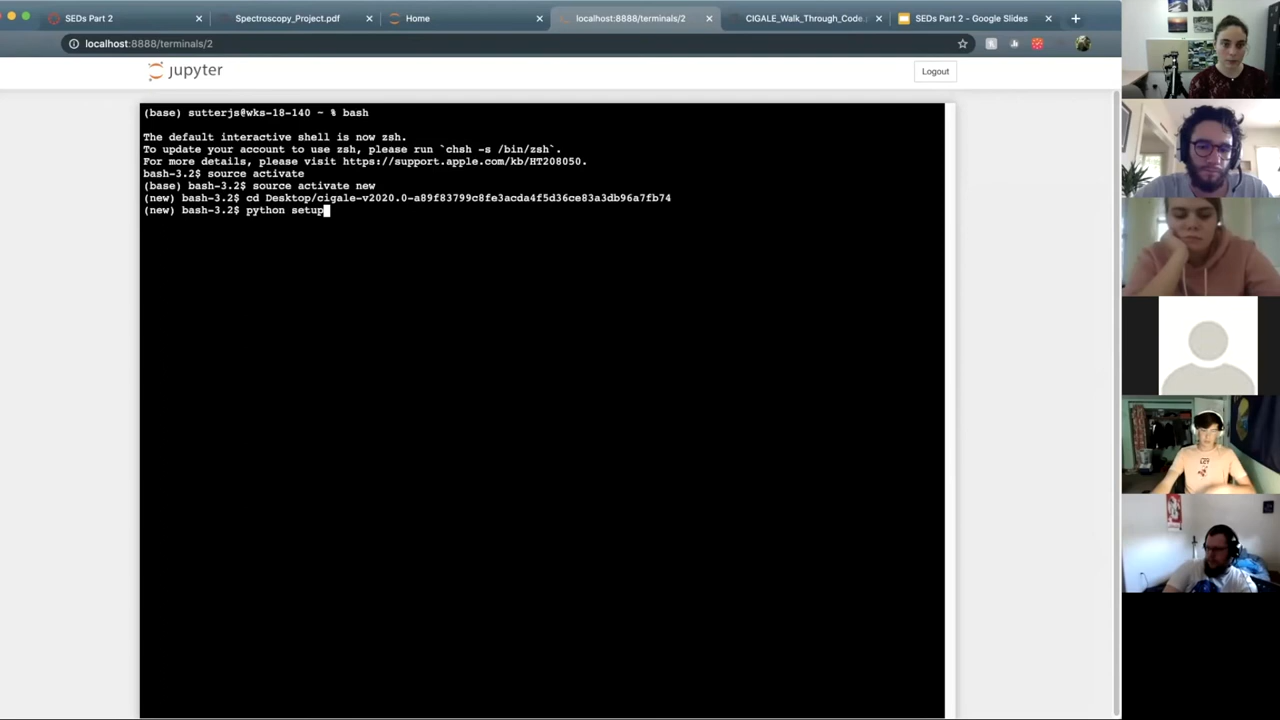 SEDs Part 2
Spectroscopy_Project.pdf
Home
localhost:8888/terminals/2
CIGALE_Walk_Through_Code.
SEDs Part 2 - Google Slides
localhost:8888/terminals/2
jupyter
Logout
(base) sutterjs@wks-18-140 ~ % bash
The default interactive shell is now zsh.
To update your account to use zsh, please run `chsh -s /bin/zsh`.
For more details, please visit https://support.apple.com/kb/HT208050.
bash-3.2$ source activate
(base) bash-3.2$ source activate new
(new) bash-3.2$ cd Desktop/cigale-v2020.0-a89f83799c8fe3acda4f5d36ce83a3db96a7fb74
(new) bash-3.2$ python setup